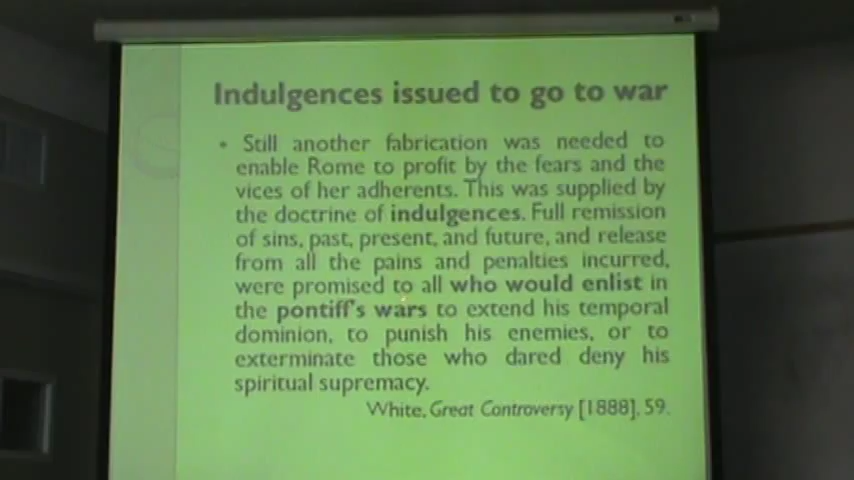 Indulgences issued to go to war
• Still another fabrication was needed to
enable Rome to profit by the fears and the
vices of her adherents. This was supplied by
the doctrine of indulgences. Full remission
of sins, past, present, and future, and release
from all the pains and penalties incurred,
were promised to all who would enlist in
the pontiff's wars to extend his temporal
dominion, to punish his enemies, or to
exterminate those who dared deny his
spiritual supremacy.
White, Great Controversy [1888], 59.